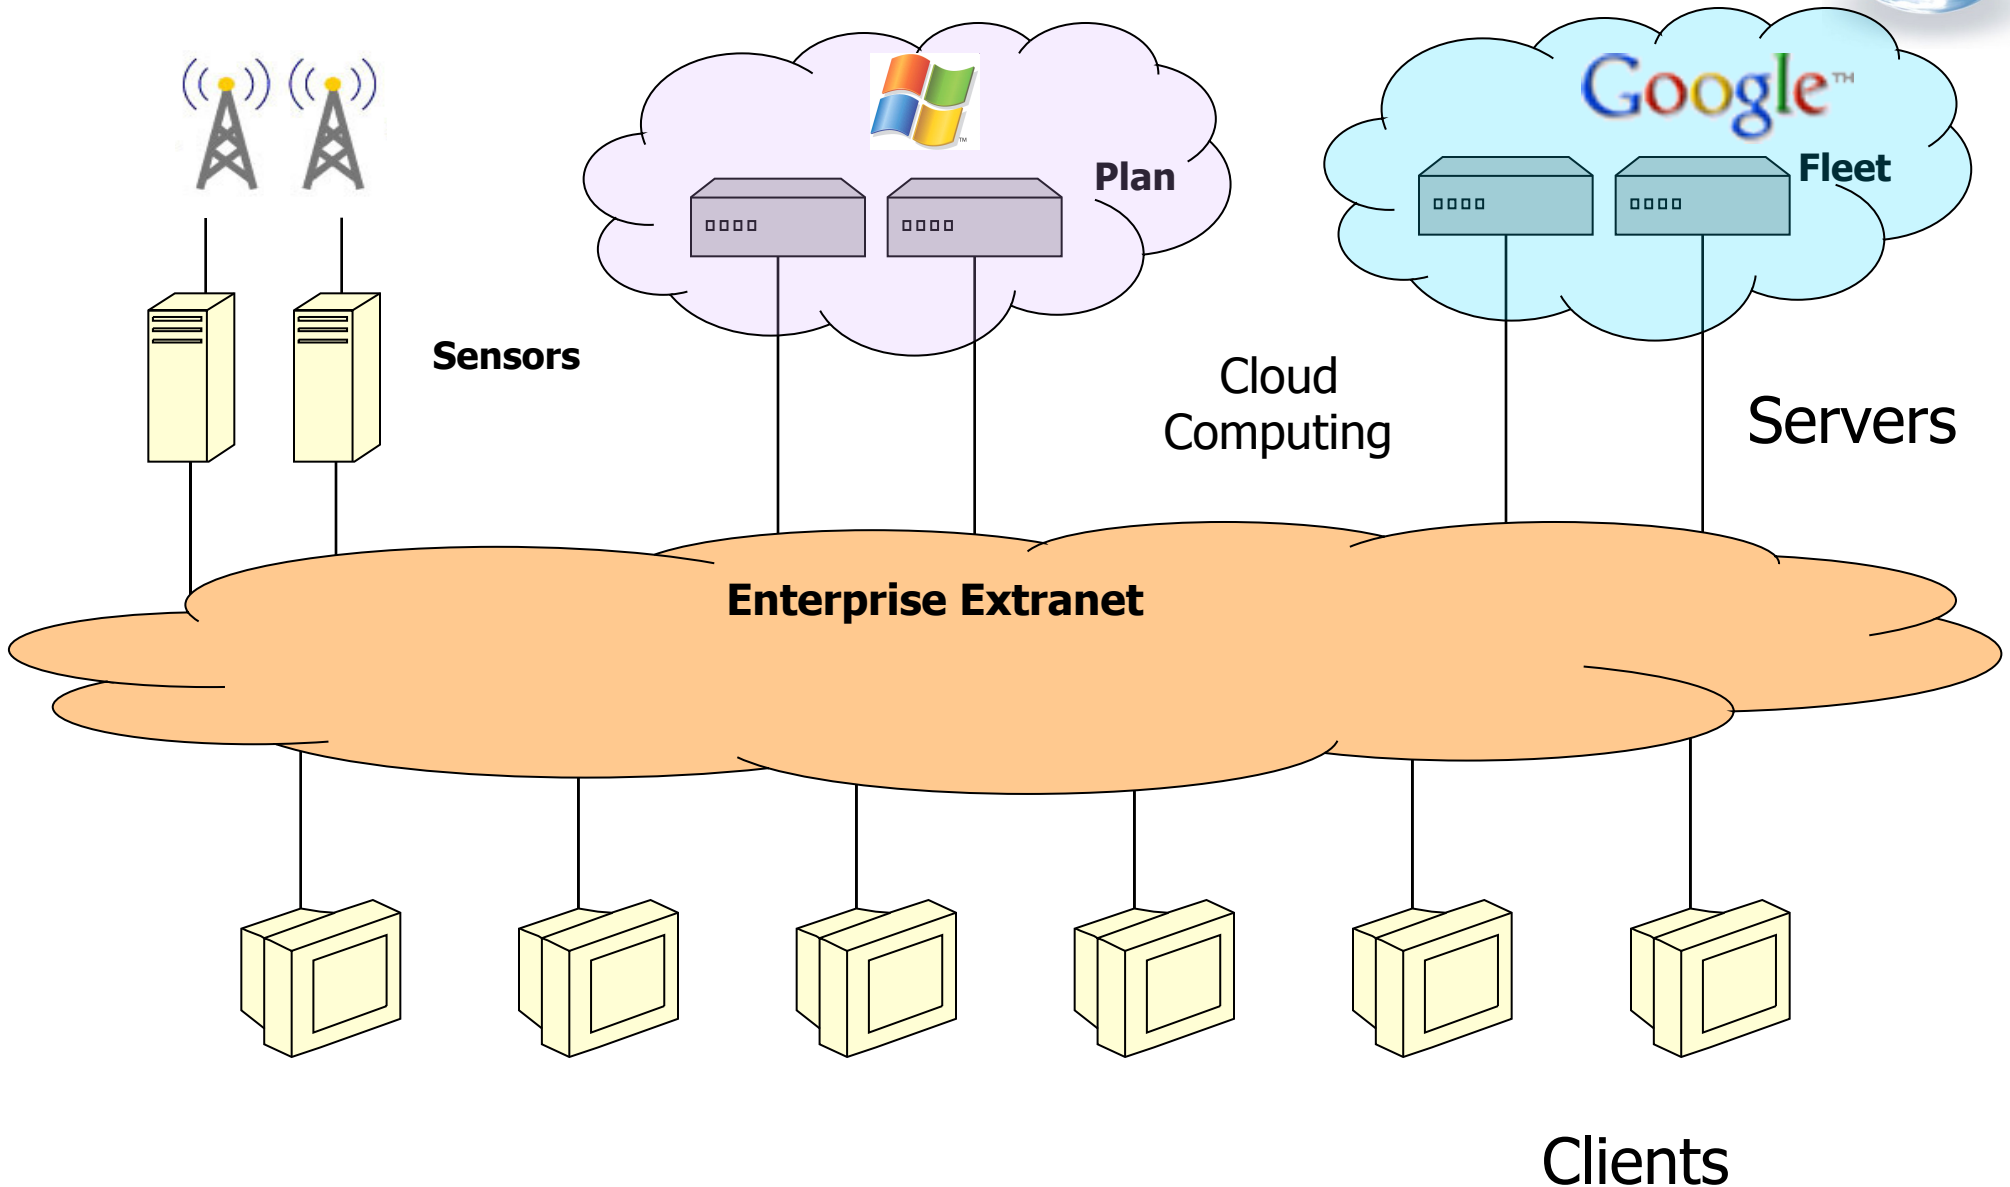 Google™
Plan
Fleet
Sensors
Cloud
Computing
Servers
Enterprise Extranet
Clients